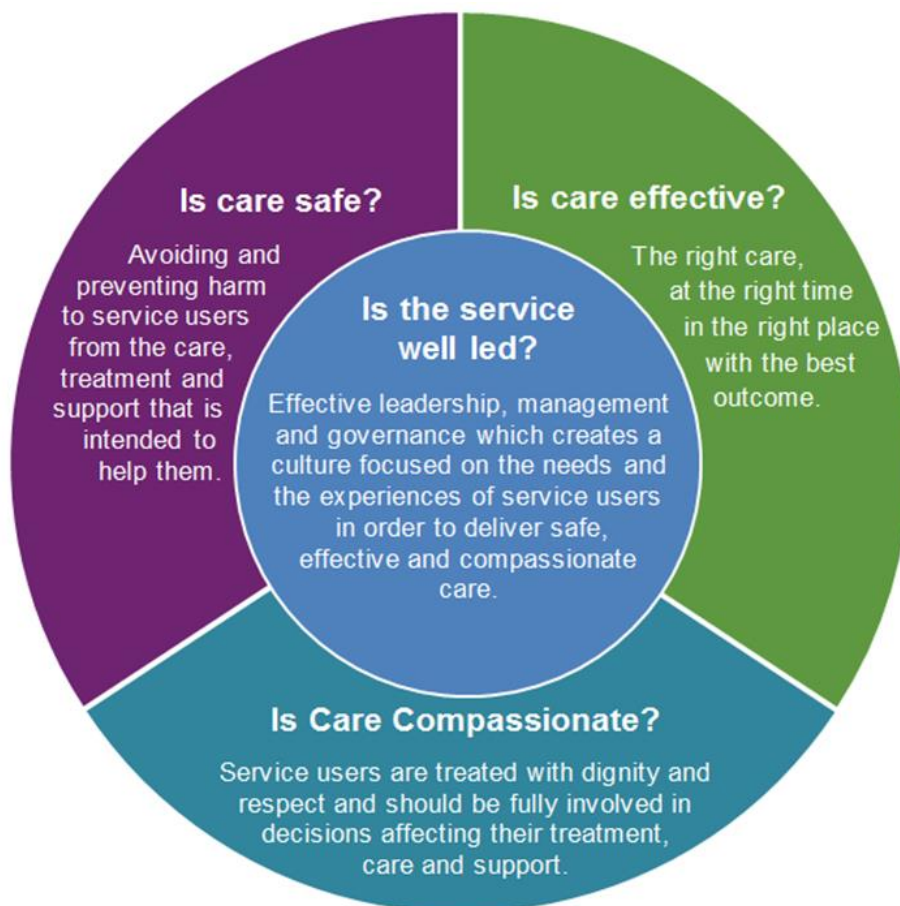 Is care safe?
Avoiding and
preventing harm
to service users
from the care,
treatment and
support that is
intended to
help them.
Is care effective?
The right care,
at the right time
in the right place
with the best
outcome.
Is the service
well led?
Effective leadership, management
and governance which creates a
culture focused on the needs and
the experiences of service users
in order to deliver safe,
effective and compassionate
care.
Is Care Compassionate?
Service users are treated with dignity and
respect and should be fully involved in
decisions affecting their treatment,
care and support.